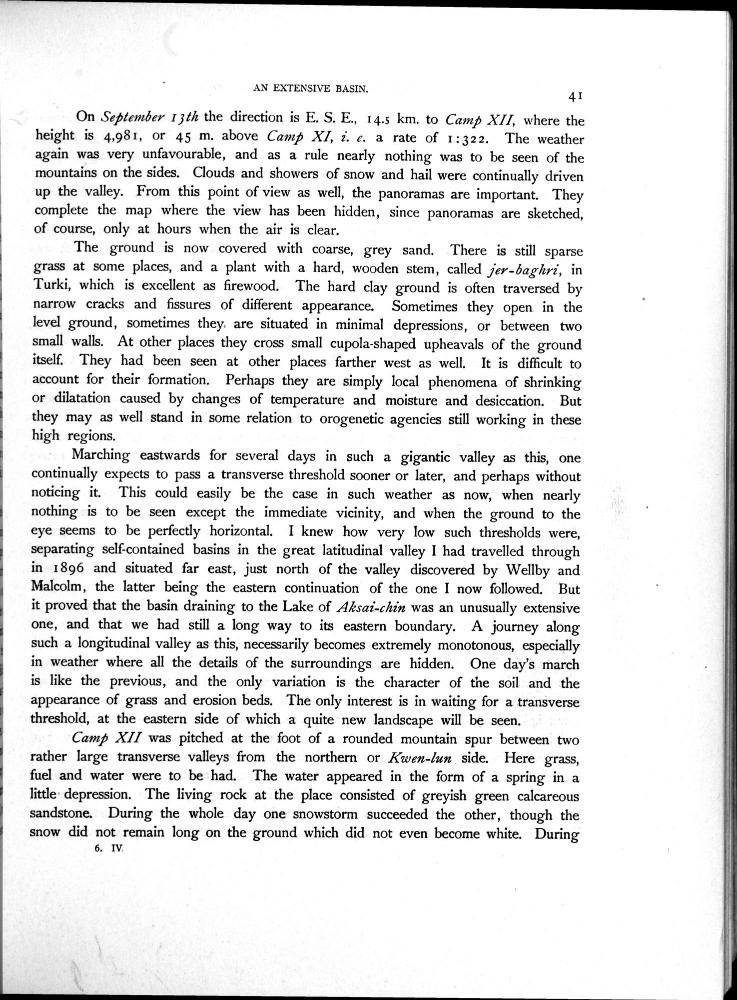 AN EXTENSIVE BASIN.
41
On September 13th the direction is E. S. E., 14.5 km. to Camp XII, where the
height is 4,981, or 45 m. above Camp XI, i. e. a rate of 1:322. The weather
again was very unfavourable, and as a rule nearly nothing was to be seen of the
mountains on the sides. Clouds and showers of snow and hail were continually driven
up the valley. From this point of view as well, the panoramas are important. They
complete the map where the view has been hidden, since panoramas are sketched,
of course, only at hours when the air is clear.
The ground is now covered with coarse, grey sand. There is still sparse
grass at some places, and a plant with a hard, wooden stem, called jer-baghri, in
Turki, which is excellent as firewood. The hard clay ground is often traversed by
narrow cracks and fissures of different appearance. Sometimes they open in the
level ground, sometimes they are situated in minimal depressions, or between two
small walls. At other places they cross small cupola-shaped upheavals of the ground
itself. They had been seen at other places farther west as well. It is difficult to
account for their formation. Perhaps they are simply local phenomena of shrinking
or dilatation caused by changes of temperature and moisture and desiccation. But
they may as well stand in some relation to orogenetic agencies still working in these
high regions.
Marching eastwards for several days in such a gigantic valley as this, one
continually expects to pass a transverse threshold sooner or later, and perhaps without
noticing it. This could easily be the case in such weather as now, when nearly
nothing is to be seen except the immediate vicinity, and when the ground to the
eye seems to be perfectly horizontal. I knew how very low such thresholds were,
separating self-contained basins in the great latitudinal valley I had travelled through
in 1896 and situated far east, just north of the valley discovered by Wellby and
Malcolm, the latter being the eastern continuation of the one I now followed. But
it proved that the basin draining to the Lake of Aksai-chin was an unusually extensive
one, and that we had still a long way to its eastern boundary. A journey along
such a longitudinal valley as this, necessarily becomes extremely monotonous, especially
in weather where all the details of the surroundings are hidden. One day's march
is like the previous, and the only variation is the character of the soil and the
appearance of grass and erosion beds. The only interest is in waiting for a transverse
threshold, at the eastern side of which a quite new landscape will be seen.
Camp XII was pitched at the foot of a rounded mountain spur between two
rather large transverse valleys from the northern or Kwen-lun side. Here grass,
fuel and water were to be had. The water appeared in the form of a spring in a
little depression. The living rock at the place consisted of greyish green calcareous
sandstone. During the whole day one snowstorm succeeded the other, though the
snow did not remain long on the ground which did not even become white. During
6. IV.